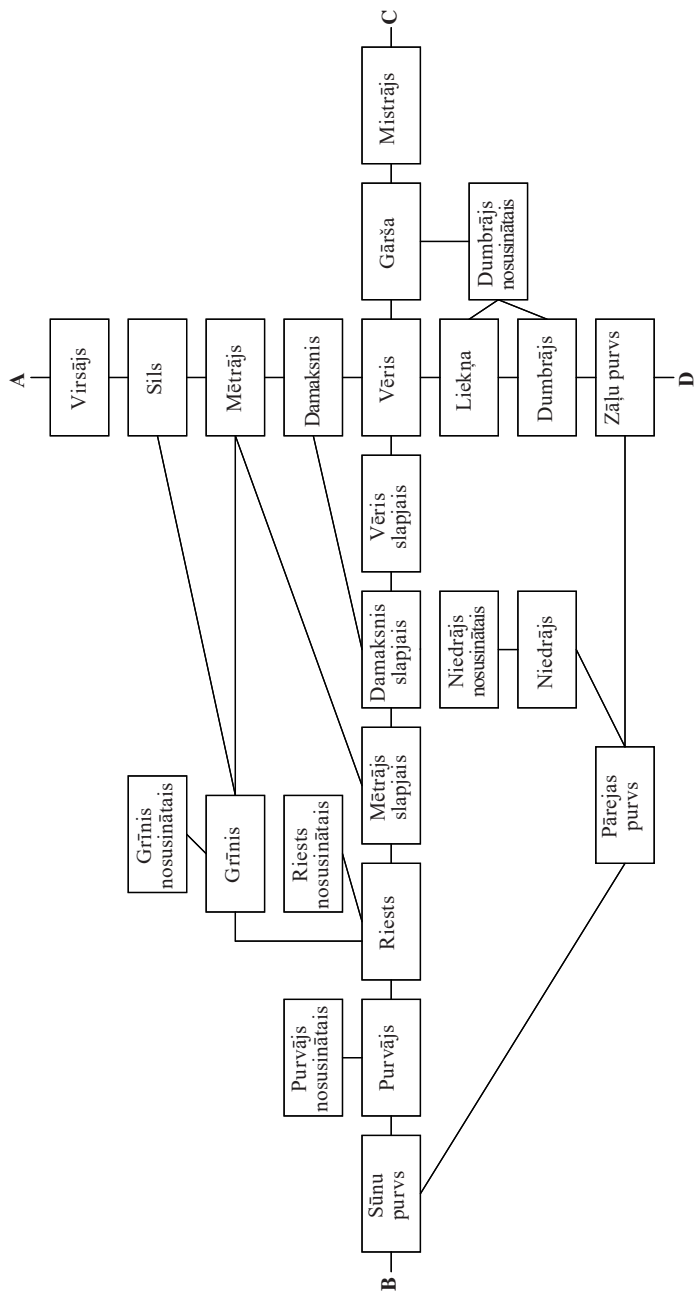 A
Virsājs
Grīnis
nosusinātais
Sils
Grīnis
Mētrājs
Purvājs
nosusinātais
Riests
nosusinātais
Damaksnis
B
Sūnu
purvs
Purvājs
Riests
Mētrājs
slapjais
Damaksnis
slapjais
Vēris
slapjais
Vēris
Gārša
Mistrājs
C
Niedrājs
nosusinātais
Liekņa
Dumbrājs
nosusinātais
Niedrājs
Dumbrājs
Pārejas
purvs
Zāļu purvs
D